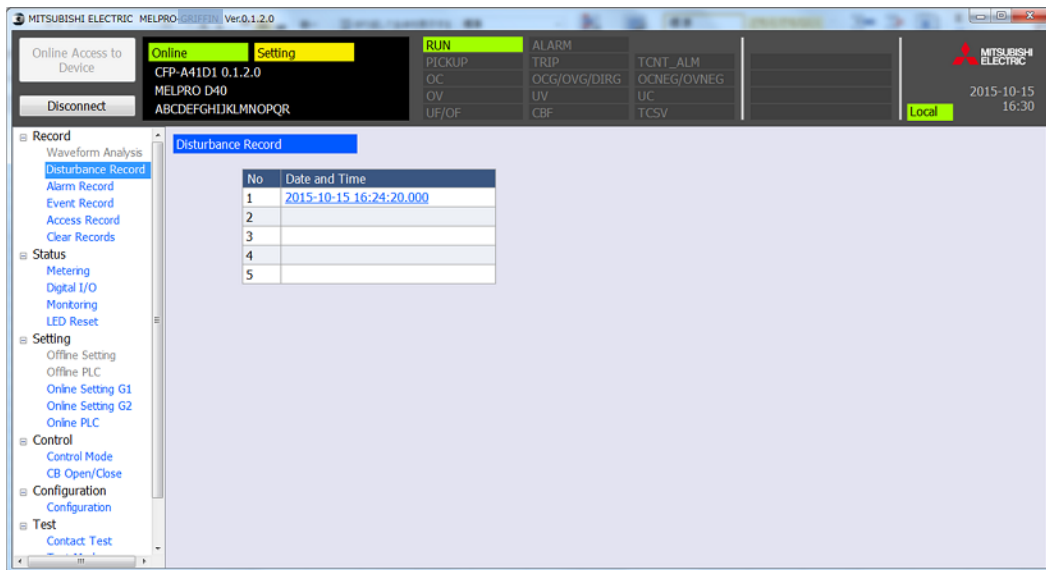 MITSUBISHI ELECTRIC MELPRO-GRIFFIN Ver.0.1.2.0
Online Access to
Device
Disconnect
Online Setting
CFP-A41D1 0.1.2.0
MELPRO D40
ABCDEFGHIJKLMNOPQR
RUN ALARM
PICKUP TRIP TCNT_ALM
OC OCG/OVG/DIRG OCNEG/OVNEG
OV UV UC
UF/OF CBF TCSV
MITSUBISHI
ELECTRIC
2015-10-15
16:30
Local
Record
Waveform Analysis
Disturbance Record
Alarm Record
Event Record
Access Record
Clear Records
Status
Metering
Digital I/O
Monitoring
LED Reset
Setting
Offline Setting
Offline PLC
Online Setting G1
Online Setting G2
Online PLC
Control
Control Mode
CB Open/Close
Configuration
Configuration
Test
Contact Test
Disturbance Record
No Date and Time
1 2015-10-15 16:24:20.000
2
3
4
5